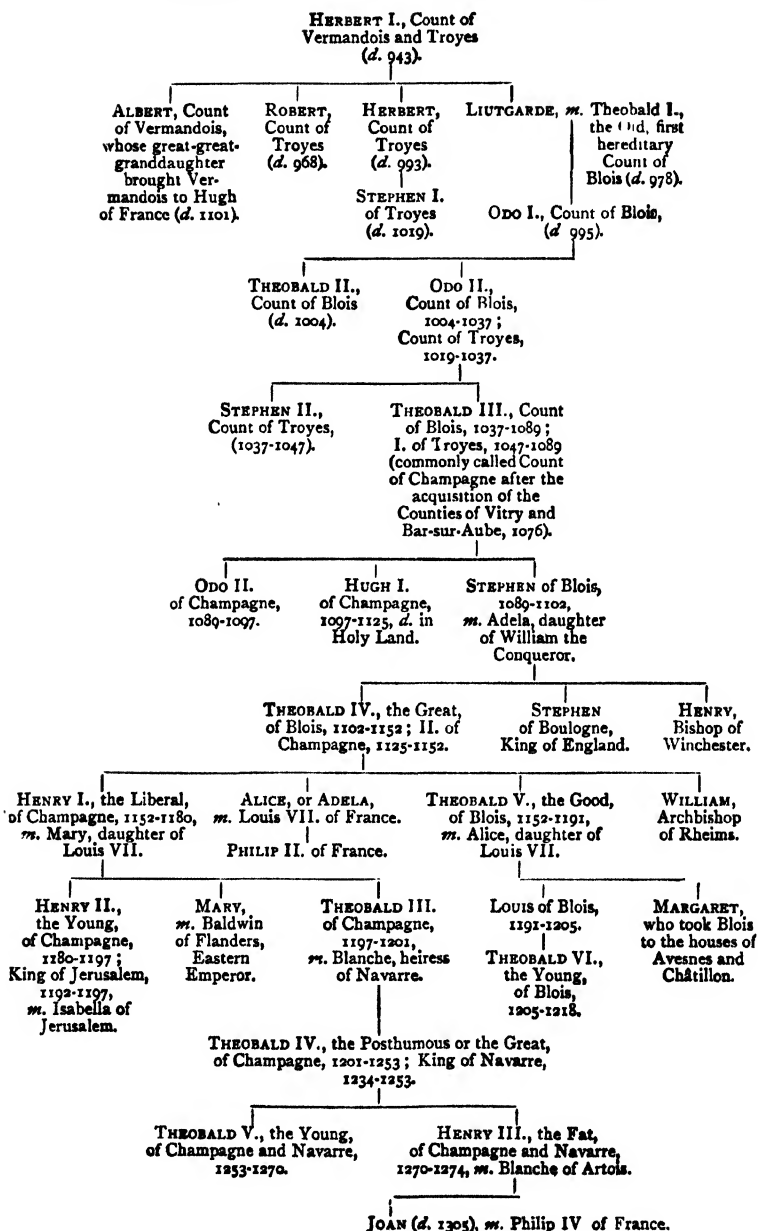 HERBERT I., Count of
Vermandois and Troyes
(d. 943).
ALBERT, Count
of Vermandois,
whose great-great-
granddaughter
brought Ver-
mandois to Hugh
of France (d. 1101).
ROBERT,
Count of
Troyes
(d. 968).
HERBERT,
Count of
Troyes
(d. 993).
STEPHEN I.
of Troyes
(d. 1019).
LIUTGARDE, m. Theobald I.,
the Old, first
hereditary
Count of
Blois (d. 978).
ODO I., Count of Blois,
(d 995).
THEOBALD II.,
Count of Blois
(d. 1004).
ODO II.,
Count of Blois,
1004-1037 ;
Count of Troyes,
1019-1037.
STEPHEN II.,
Count of Troyes,
(1037-1047).
THEOBALD III., Count
of Blois, 1037-1089 ;
I. of Troyes, 1047-1089
(commonly called Count
of Champagne after the
acquisition of the
Counties of Vitry and
Bar-sur-Aube, 1076).
ODO II.
of Champagne,
1089-1097.
HUGH I.
of Champagne,
1097-1125, d. in
Holy Land.
STEPHEN of Blois,
1089-1102,
m. Adela, daughter
of William the
Conqueror.
THEOBALD IV., the Great,
of Blois, 1102-1152 ; II. of
Champagne, 1125-1152.
STEPHEN
of Boulogne,
King of England.
HENRY,
Bishop of
Winchester.
HENRY I., the Liberal,
of Champagne, 1152-1180,
m. Mary, daughter of
Louis VII.
ALICE, or ADELA,
m. Louis VII. of France.
PHILIP II. of France.
THEOBALD V., the Good,
of Blois, 1152-1191,
m. Alice, daughter of
Louis VII.
WILLIAM,
Archbishop
of Rheims.
HENRY II.,
the Young,
of Champagne,
1180-1197 ;
King of Jerusalem,
1192-1197,
m. Isabella of
Jerusalem.
MARY,
m. Baldwin
of Flanders,
Eastern
Emperor.
THEOBALD III.
of Champagne,
1197-1201,
m. Blanche, heiress
of Navarre.
LOUIS of Blois,
1191-1205.
THEOBALD VI.,
the Young,
of Blois,
1205-1218.
MARGARET,
who took Blois
to the houses of
Avesnes and
Châtillon.
THEOBALD IV., the Posthumous or the Great,
of Champagne, 1201-1253 ; King of Navarre,
1234-1253.
THEOBALD V., the Young,
of Champagne and Navarre,
1253-1270.
HENRY III., the Fat,
of Champagne and Navarre,
1270-1274, m. Blanche of Artois.
JOAN (d. 1305), m. Philip IV of France.